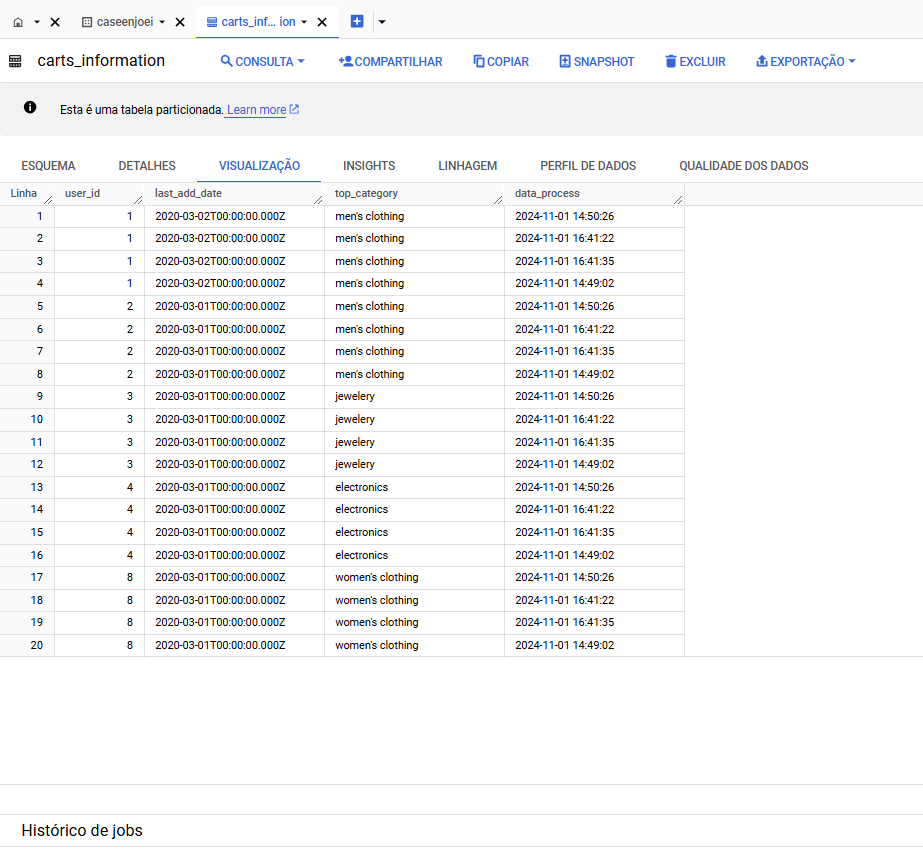 caseenjoei carts_inf... ion
carts_information CONSULTA COMPARTILHAR COPIAR SNAPSHOT EXCLUIR EXPORTAÇÃO
Esta é uma tabela particionada. Learn more
ESQUEMA DETALHES VISUALIZAÇÃO INSIGHTS LINHAGEM PERFIL DE DADOS QUALIDADE DOS DADOS
Linha user_id last_add_date top_category data_process
1 1 2020-03-02T00:00:00.000Z men's clothing 2024-11-01 14:50:26
2 1 2020-03-02T00:00:00.000Z men's clothing 2024-11-01 16:41:22
3 1 2020-03-02T00:00:00.000Z men's clothing 2024-11-01 16:41:35
4 1 2020-03-02T00:00:00.000Z men's clothing 2024-11-01 14:49:02
5 2 2020-03-01T00:00:00.000Z men's clothing 2024-11-01 14:50:26
6 2 2020-03-01T00:00:00.000Z men's clothing 2024-11-01 16:41:22
7 2 2020-03-01T00:00:00.000Z men's clothing 2024-11-01 16:41:35
8 2 2020-03-01T00:00:00.000Z men's clothing 2024-11-01 14:49:02
9 3 2020-03-01T00:00:00.000Z jewelery 2024-11-01 14:50:26
10 3 2020-03-01T00:00:00.000Z jewelery 2024-11-01 16:41:22
11 3 2020-03-01T00:00:00.000Z jewelery 2024-11-01 16:41:35
12 3 2020-03-01T00:00:00.000Z jewelery 2024-11-01 14:49:02
13 4 2020-03-01T00:00:00.000Z electronics 2024-11-01 14:50:26
14 4 2020-03-01T00:00:00.000Z electronics 2024-11-01 16:41:22
15 4 2020-03-01T00:00:00.000Z electronics 2024-11-01 16:41:35
16 4 2020-03-01T00:00:00.000Z electronics 2024-11-01 14:49:02
17 8 2020-03-01T00:00:00.000Z women's clothing 2024-11-01 14:50:26
18 8 2020-03-01T00:00:00.000Z women's clothing 2024-11-01 16:41:22
19 8 2020-03-01T00:00:00.000Z women's clothing 2024-11-01 16:41:35
20 8 2020-03-01T00:00:00.000Z women's clothing 2024-11-01 14:49:02
Histórico de jobs